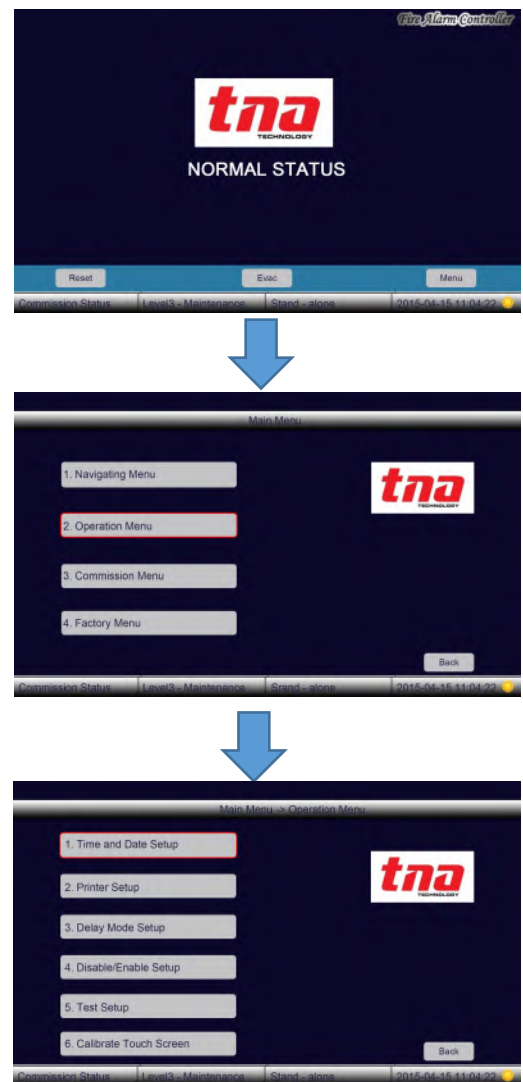 Fire Alarm Controller
tna
TECHNOLOGY
NORMAL STATUS
Reset Evac Menu
Commission Status Level3 - Maintenance Stand - alone 2015-04-15 11:04:22
Main Menu
1. Navigating Menu
tna
TECHNOLOGY
2. Operation Menu
3. Commission Menu
4. Factory Menu
Back
Commission Status Level3 - Maintenance Srand - alone 2015-04-15 11:04:22
Main Menu -> Operation Menu
1. Time and Date Setup
tna
TECHNOLOGY
2. Printer Setup
3. Delay Mode Setup
4. Disable/Enable Setup
5. Test Setup
6. Calibrate Touch Screen
Back
Commission Status Level3 - Maintenance Stand - alone 2015-04-15 11:04:22